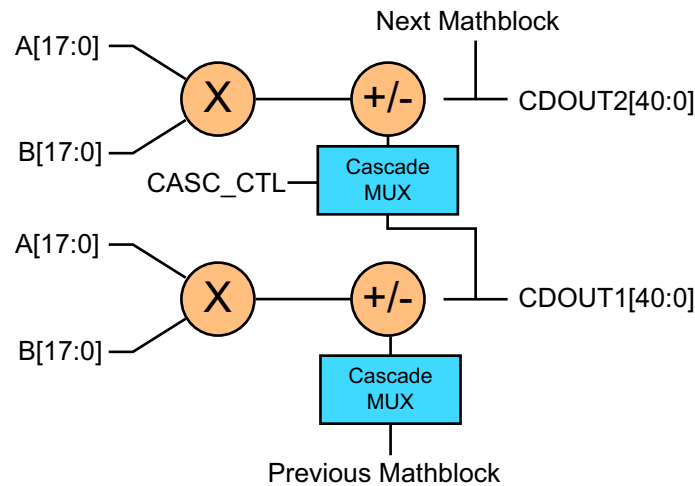 Next Mathblock
A[17:0]
X
+/-
CDOUT2[40:0]
B[17:0]
CASC_CTL
Cascade
MUX
A[17:0]
X
+/-
CDOUT1[40:0]
B[17:0]
Cascade
MUX
Previous Mathblock